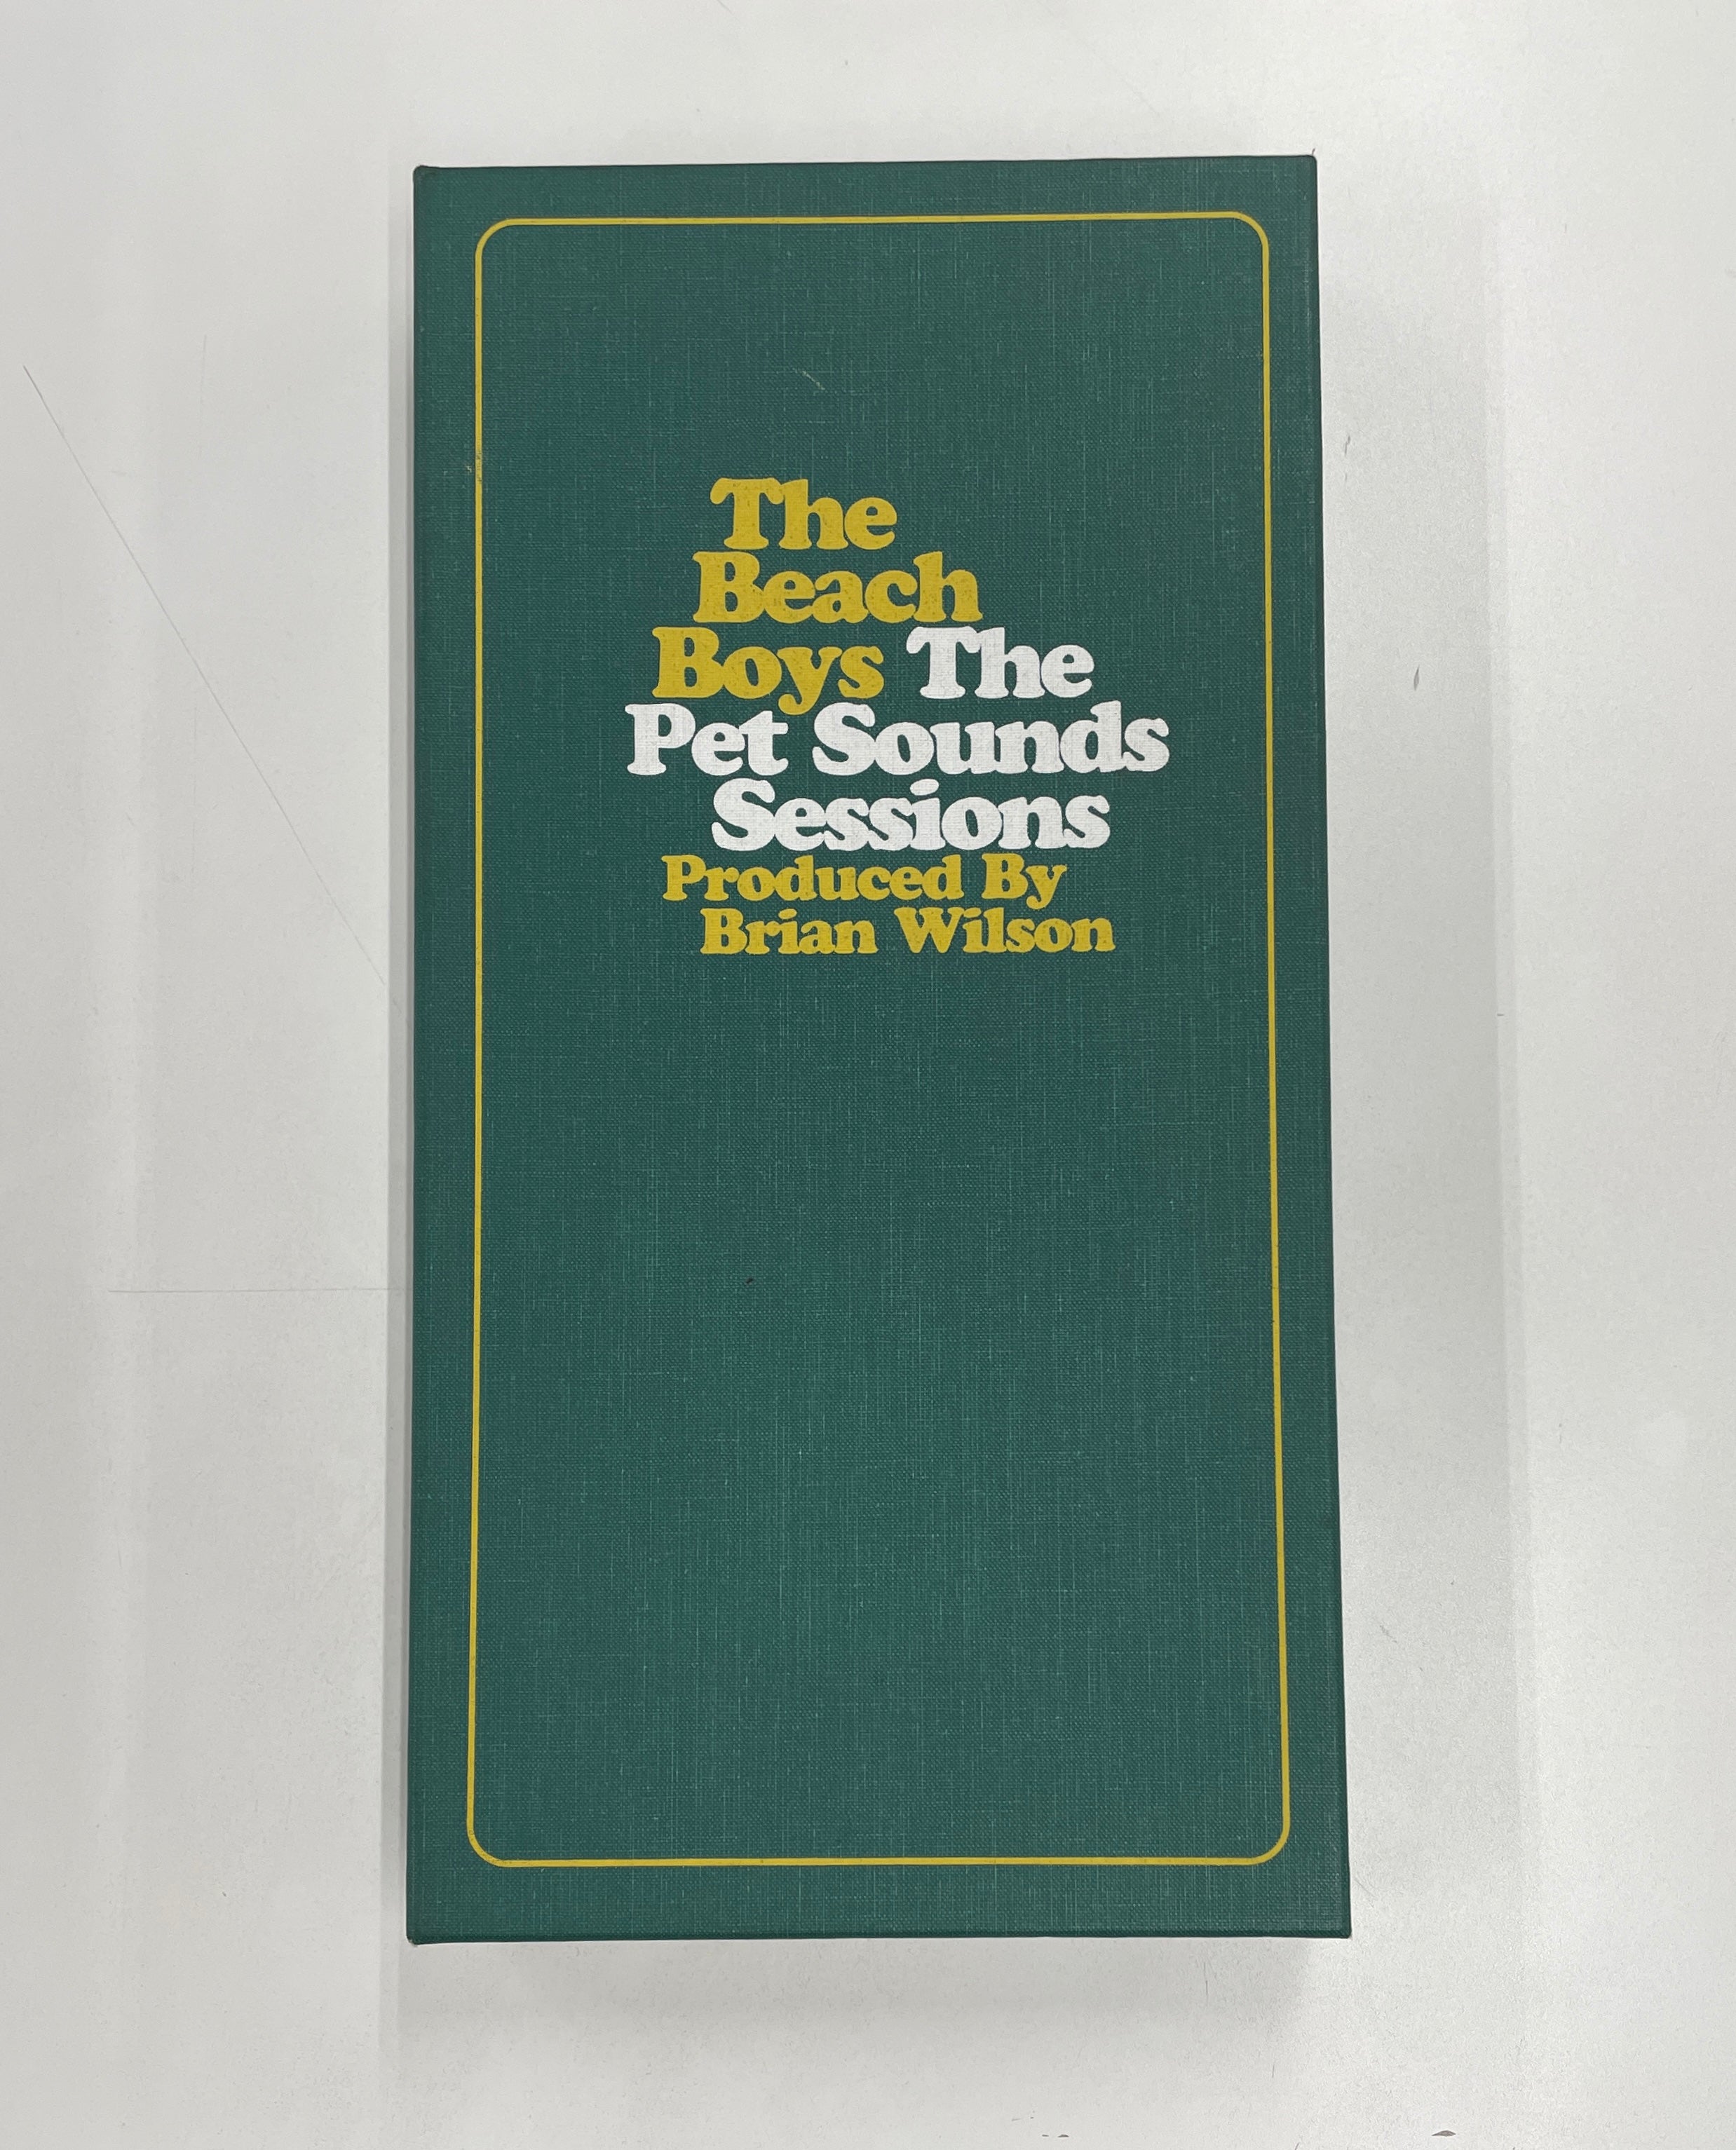 The
Beach
Boys The
Pet Sounds
Sessions
Produced By
Brian Wilson